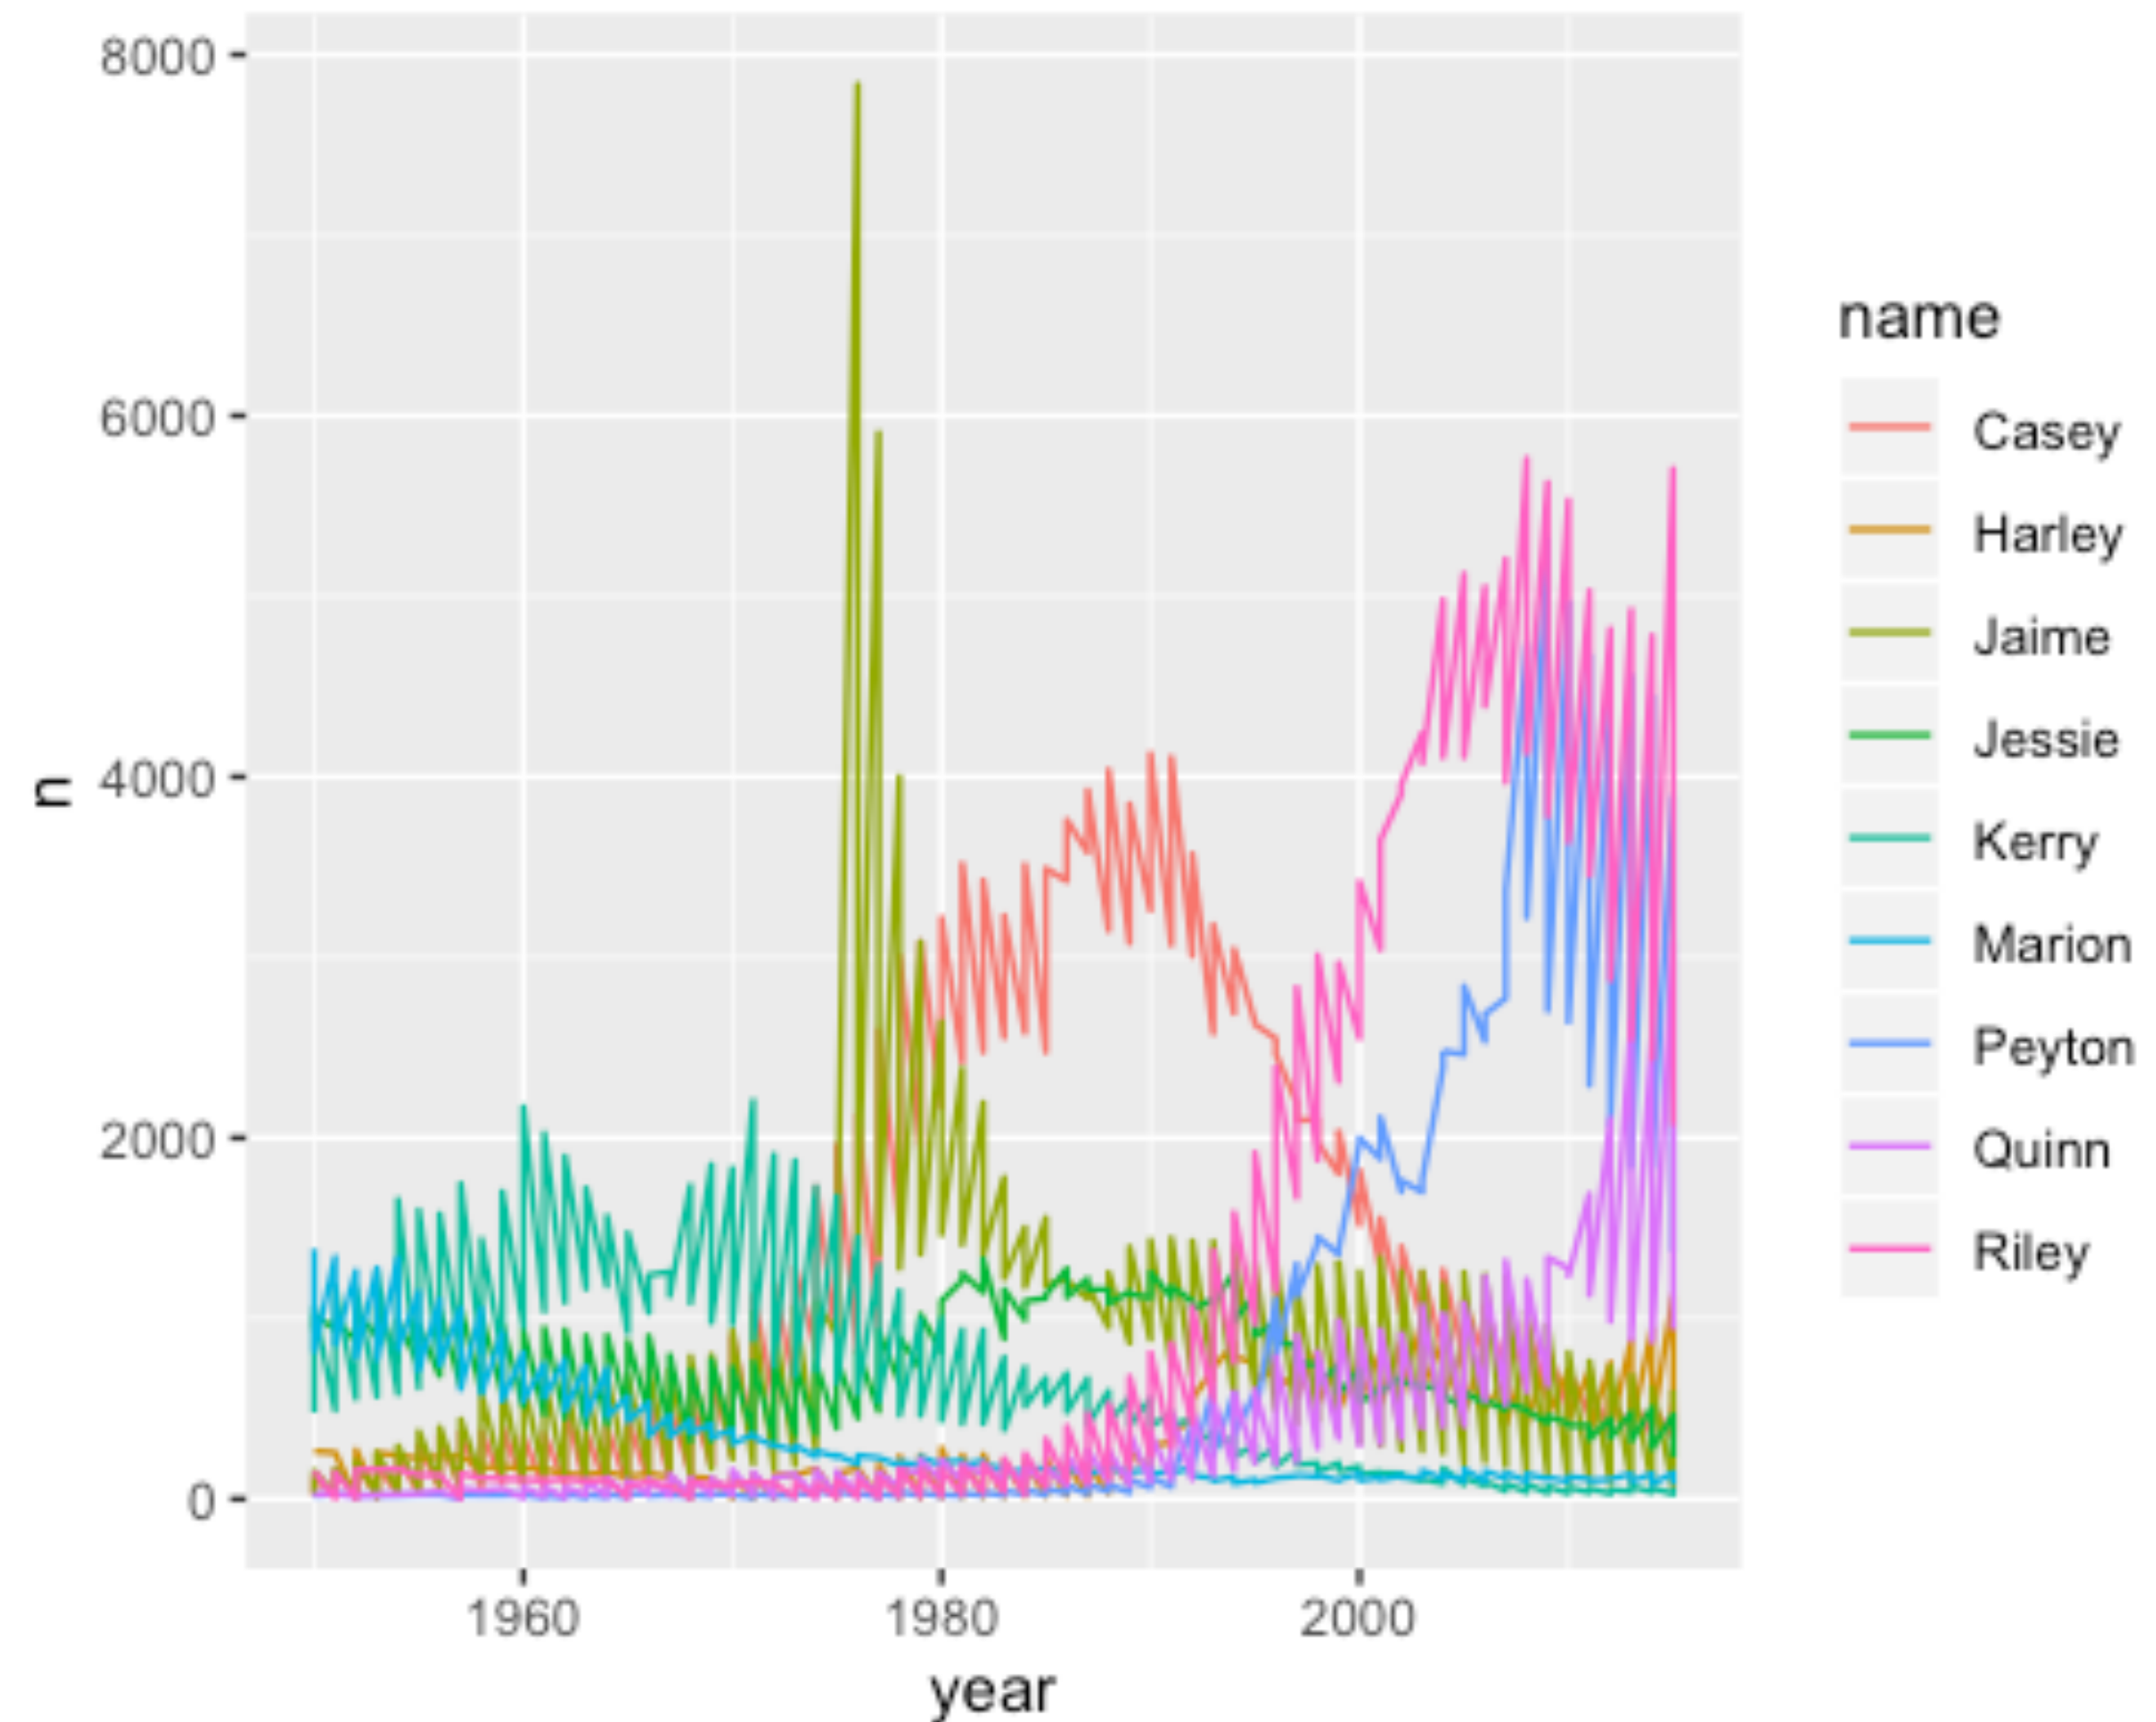 8000
6000
4000
2000
0
n
1960
1980
2000
year
name
Casey
Harley
Jaime
Jessie
Kerry
Marion
Peyton
Quinn
Riley